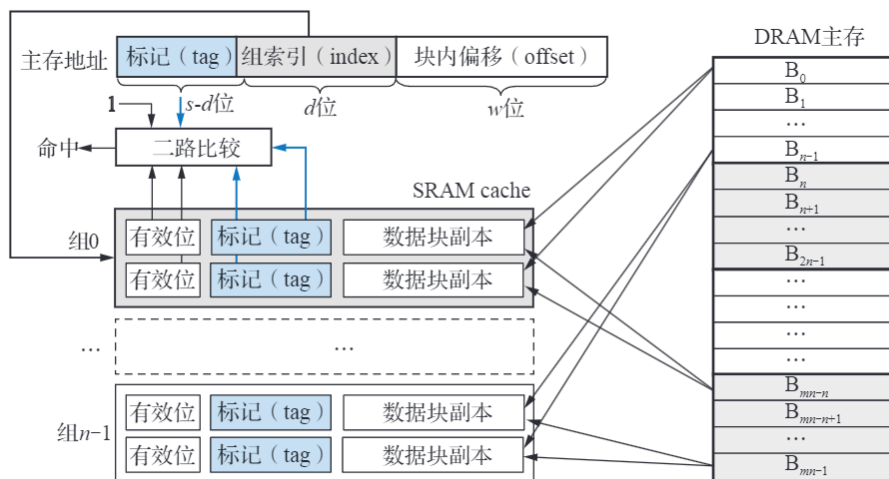 DRAM主存
主存地址 标记（tag） 组索引（index） 块内偏移（offset）
s-d位 d位 w位
1
命中 二路比较
SRAM cache
组0
有效位 标记（tag） 数据块副本
有效位 标记（tag） 数据块副本
… …
组n-1
有效位 标记（tag） 数据块副本
有效位 标记（tag） 数据块副本
B0
B1
…
Bn-1
Bn
Bn+1
…
B2n-1
…
…
…
…
Bmn-n
Bmn-n+1
…
Bmn-1